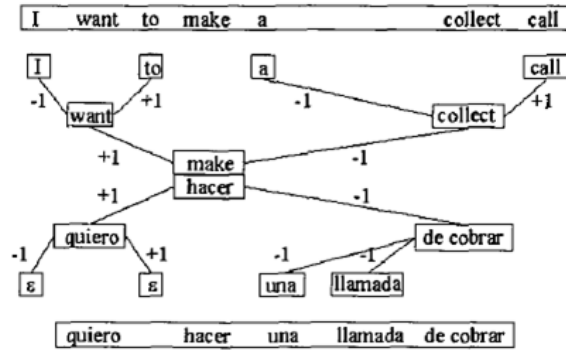 I want to make a collect call
I to a call
-1 +1 -1 +1
want collect
+1 -1
make
hacer
+1 -1
quiero de cobrar
-1 +1 -1 -1
ε ε una llamada
quiero hacer una llamada de cobrar